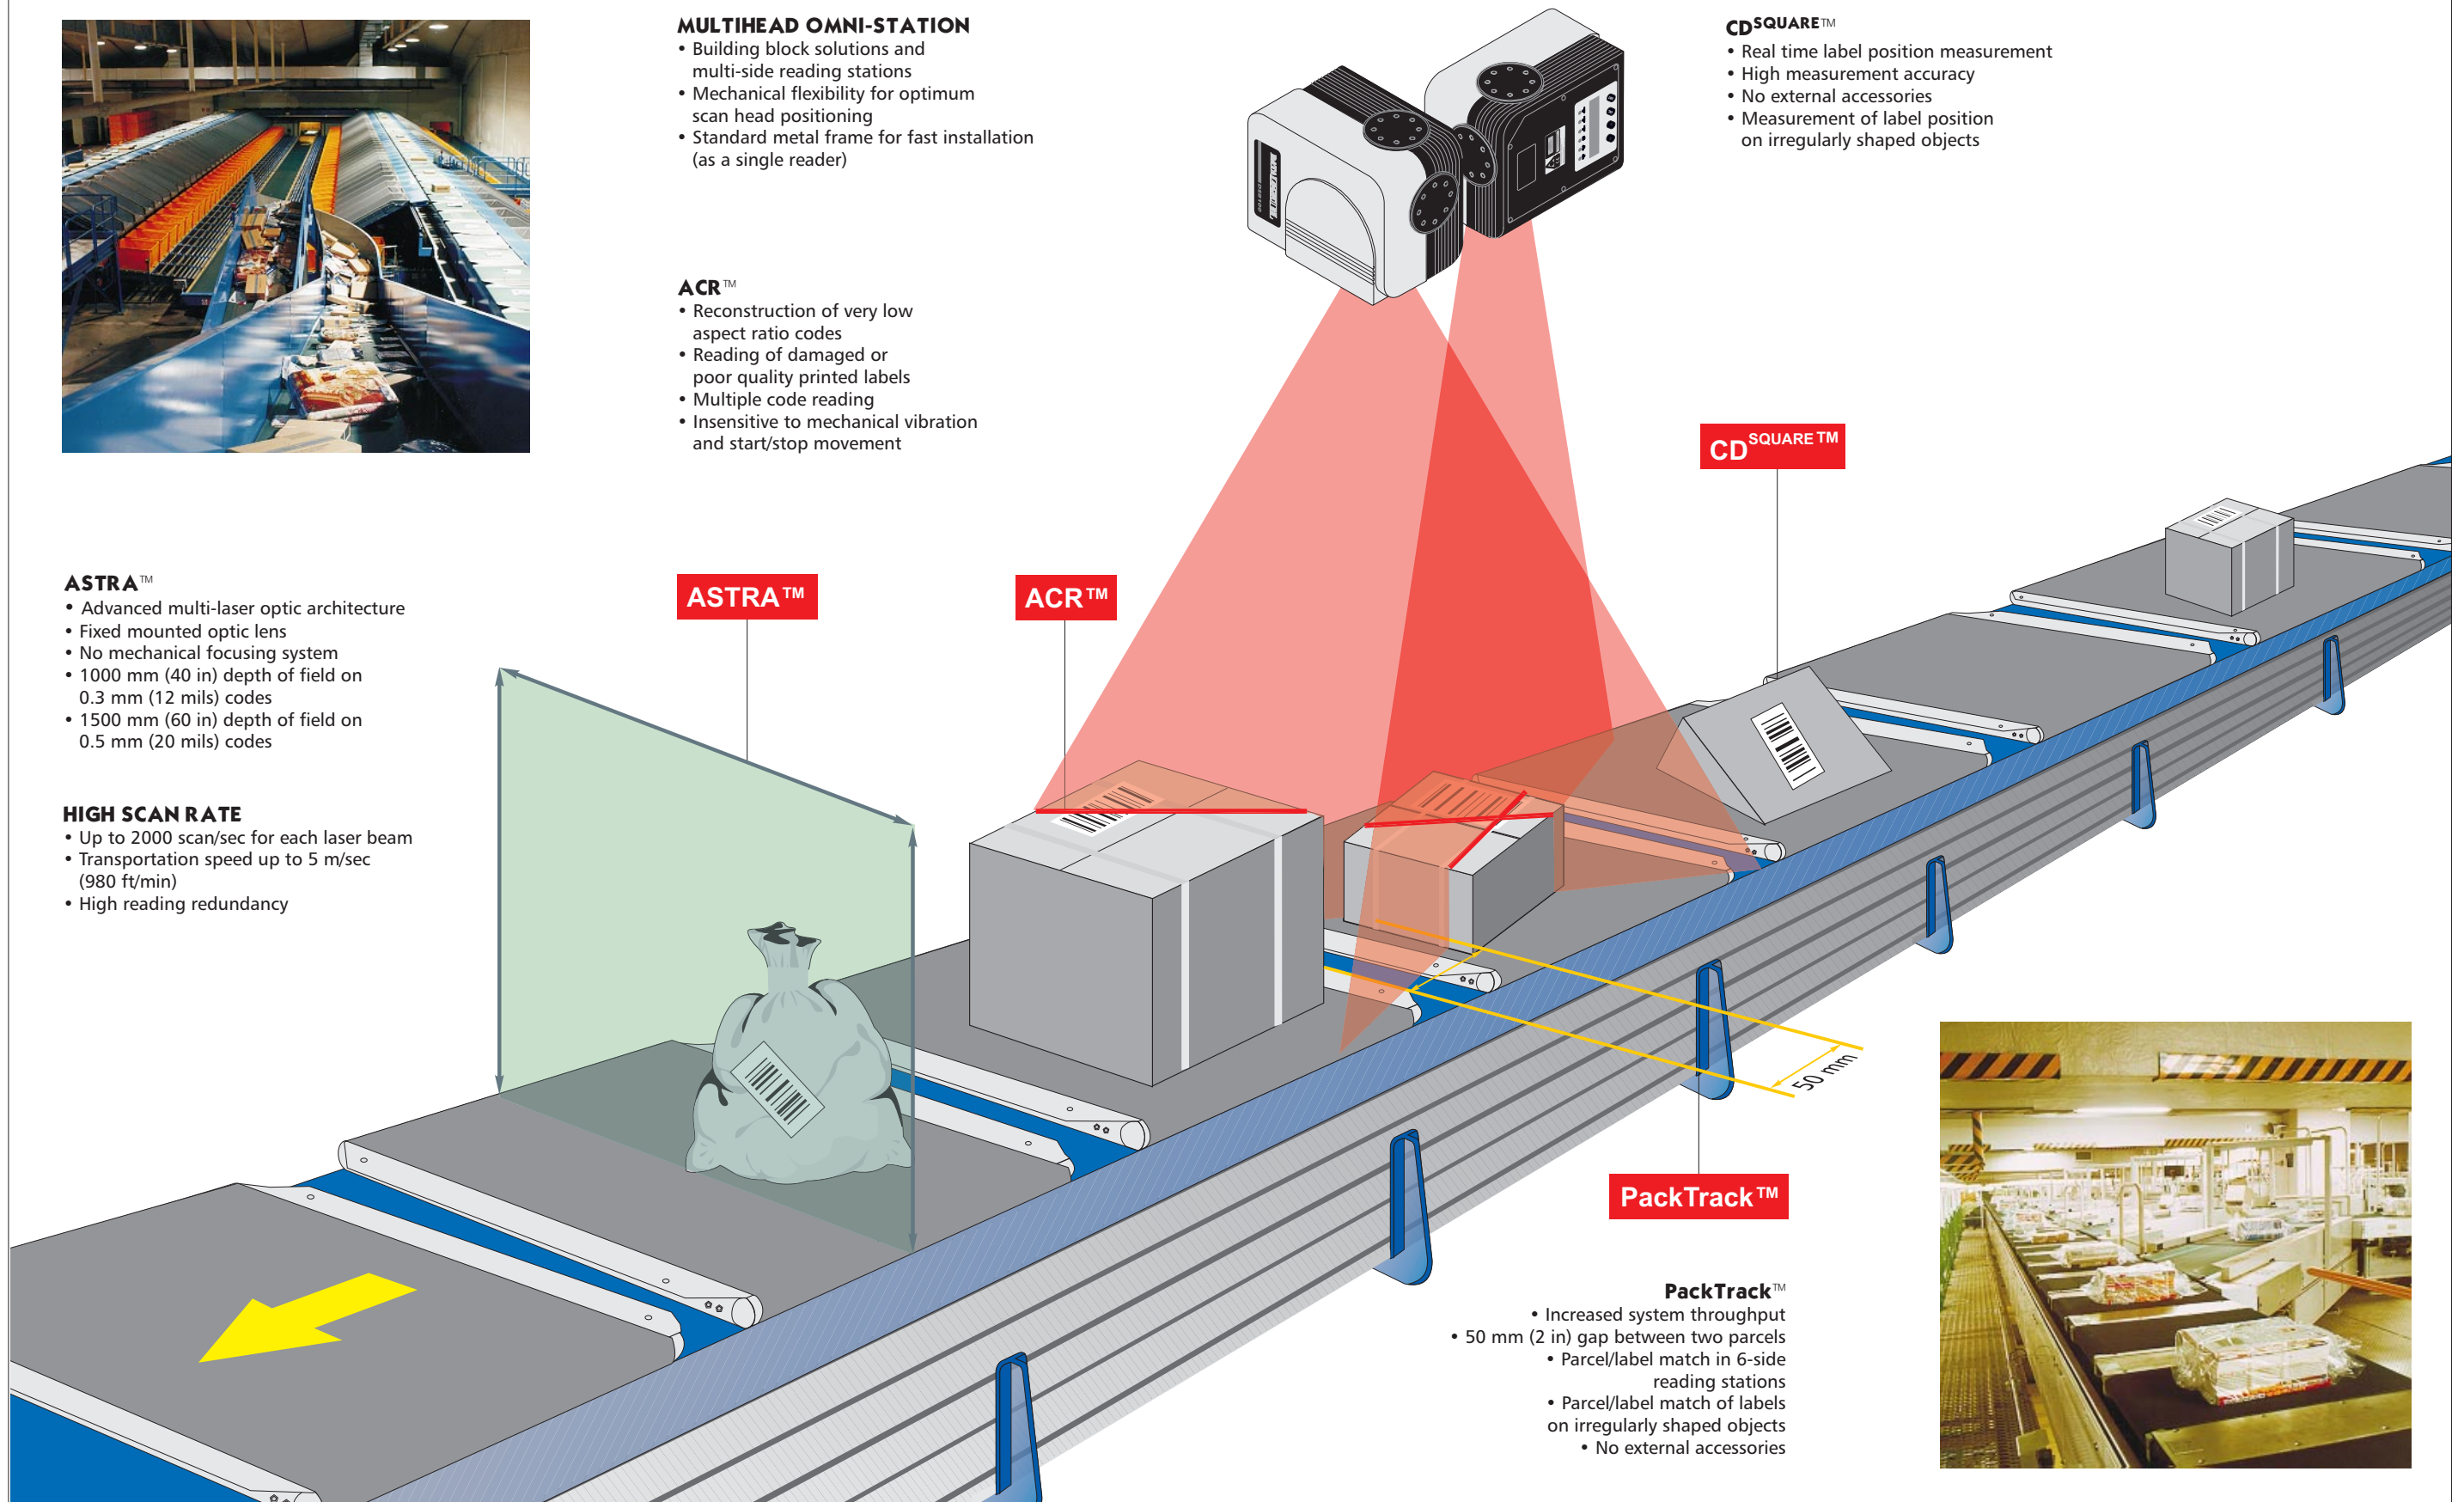 MULTIHEAD OMNI-STATION
• Building block solutions and
multi-side reading stations
• Mechanical flexibility for optimum
scan head positioning
• Standard metal frame for fast installation
(as a single reader)
CDSQUARE™
• Real time label position measurement
• High measurement accuracy
• No external accessories
• Measurement of label position
on irregularly shaped objects
ACR™
• Reconstruction of very low
aspect ratio codes
• Reading of damaged or
poor quality printed labels
• Multiple code reading
• Insensitive to mechanical vibration
and start/stop movement
CDSQUARE™
ASTRA™
• Advanced multi-laser optic architecture
• Fixed mounted optic lens
• No mechanical focusing system
• 1000 mm (40 in) depth of field on
0.3 mm (12 mils) codes
• 1500 mm (60 in) depth of field on
0.5 mm (20 mils) codes
ASTRA™
ACR™
HIGH SCAN RATE
• Up to 2000 scan/sec for each laser beam
• Transportation speed up to 5 m/sec
(980 ft/min)
• High reading redundancy
50 mm
PackTrack™
PackTrack™
• Increased system throughput
• 50 mm (2 in) gap between two parcels
• Parcel/label match in 6-side
reading stations
• Parcel/label match of labels
on irregularly shaped objects
• No external accessories